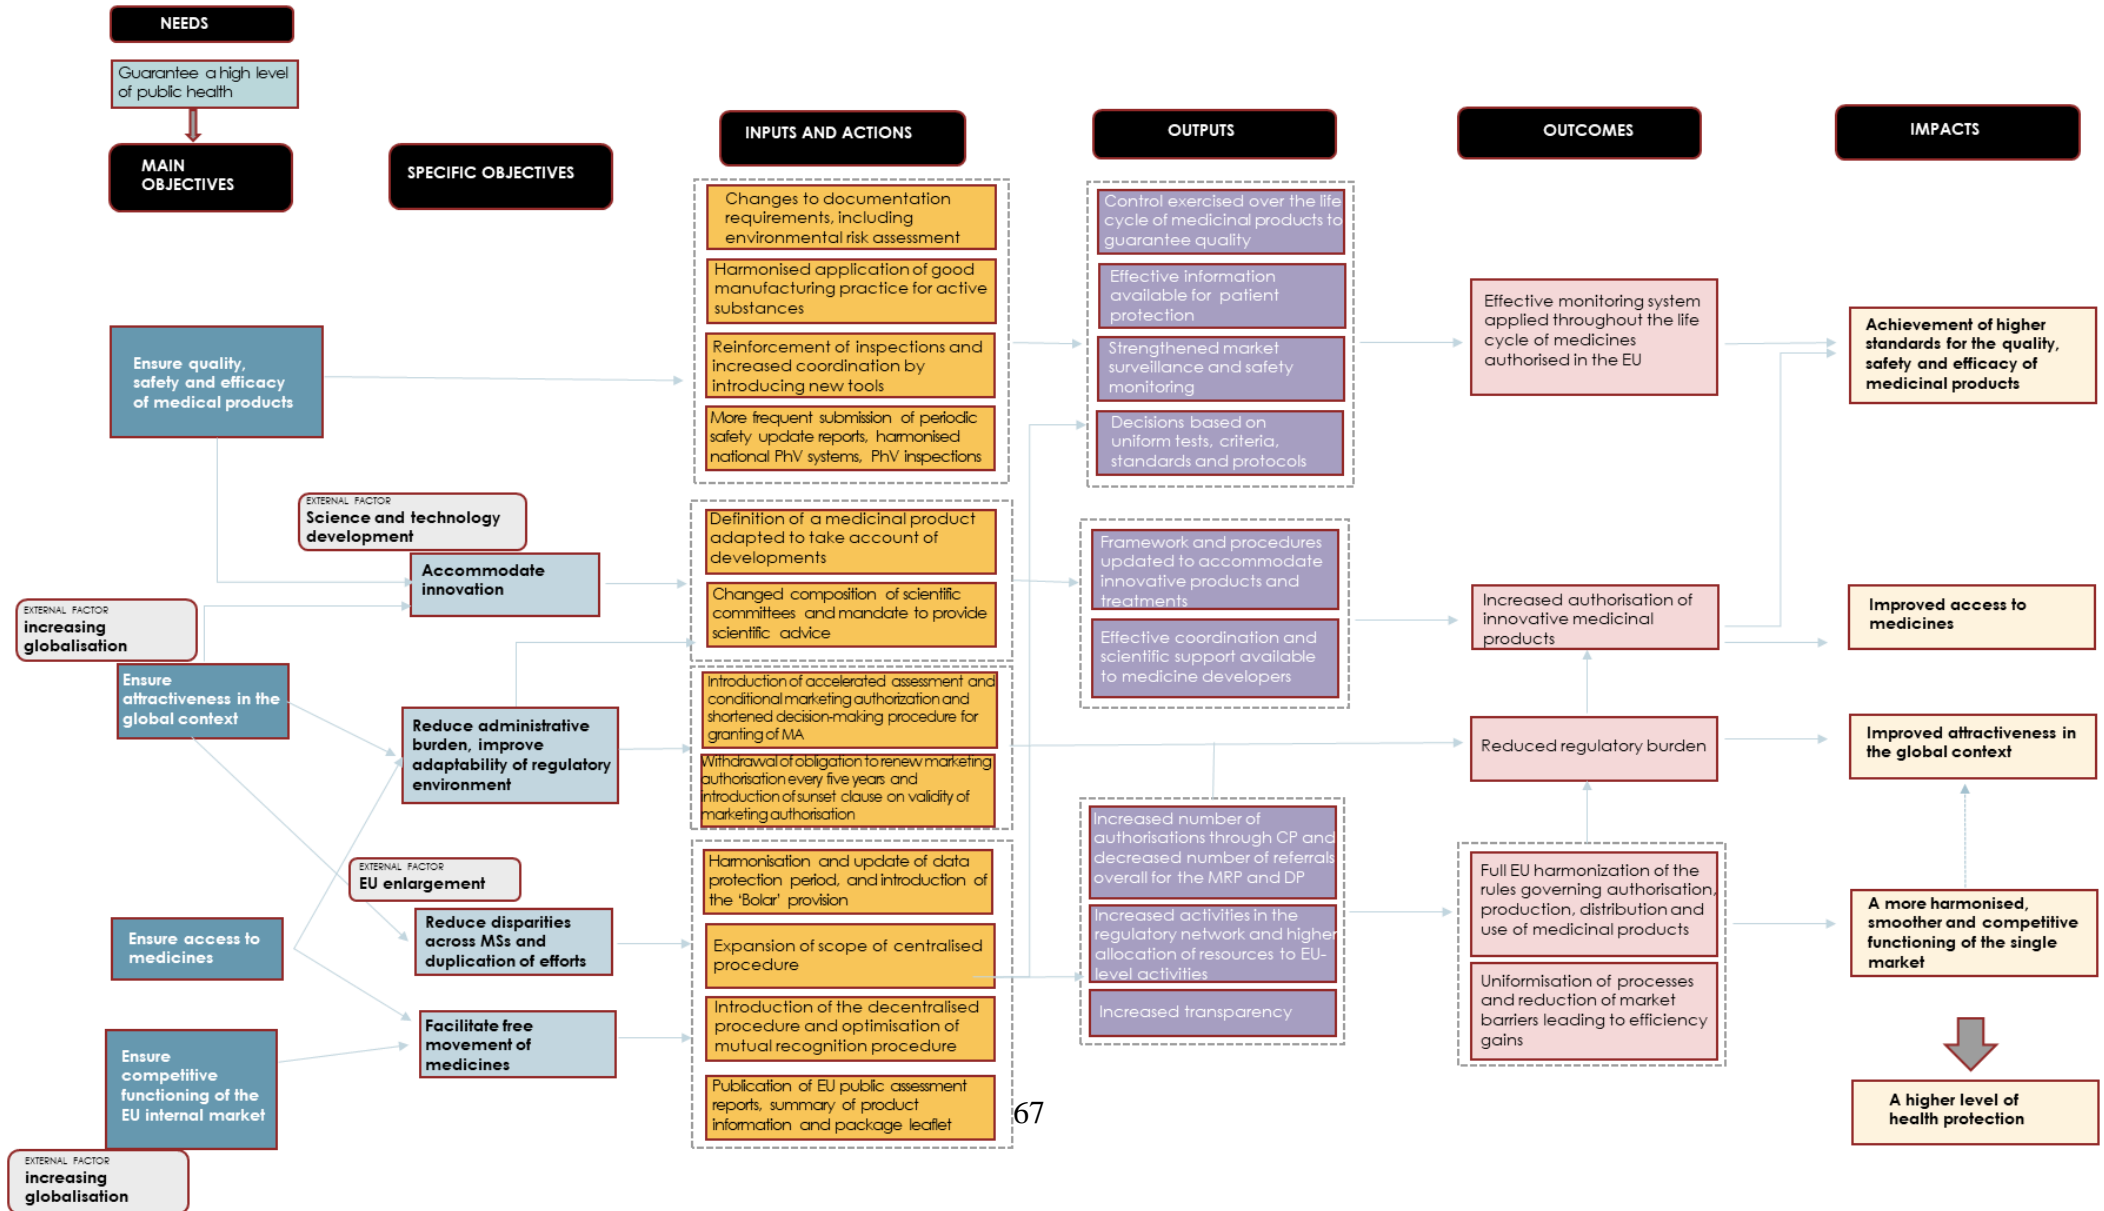 NEEDS
Guarantee a high level
of public health
MAIN
OBJECTIVES
SPECIFIC OBJECTIVES
INPUTS AND ACTIONS
OUTPUTS
OUTCOMES
IMPACTS
Ensure quality,
safety and efficacy
of medical products
EXTERNAL FACTOR
increasing
globalisation
Ensure
attractiveness in the
global context
Ensure access to
medicines
Ensure
competitive
functioning of the
EU internal market
EXTERNAL FACTOR
increasing
globalisation
EXTERNAL FACTOR
Science and technology
development
Accommodate
innovation
Reduce administrative
burden, improve
adaptability of regulatory
environment
EXTERNAL FACTOR
EU enlargement
Reduce disparities
across MSs and
duplication of efforts
Facilitate free
movement of
medicines
Changes to documentation
requirements, including
environmental risk assessment
Harmonised application of good
manufacturing practice for active
substances
Reinforcement of inspections and
increased coordination by
introducing new tools
More frequent submission of periodic
safety update reports, harmonised
national PhV systems, PhV inspections
Definition of a medicinal product
adapted to take account of
developments
Changed composition of scientific
committees and mandate to provide
scientific advice
Introduction of accelerated assessment and
conditional marketing authorization and
shortened decision-making procedure for
granting of MA
Withdrawal of obligation to renew marketing
authorisation every five years and
introduction of sunset clause on validity of
marketing authorisation
Harmonisation and update of data
protection period, and introduction of
the 'Bolar' provision
Expansion of scope of centralised
procedure
Introduction of the decentralised
procedure and optimisation of
mutual recognition procedure
Publication of EU public assessment
reports, summary of product
information and package leaflet
67
Control exercised over the life
cycle of medicinal products to
guarantee quality
Effective information
available for patient
protection
Strengthened market
surveillance and safety
monitoring
Decisions based on
uniform tests, criteria,
standards and protocols
Framework and procedures
updated to accommodate
innovative products and
treatments
Effective coordination and
scientific support available
to medicine developers
Increased number of
authorisations through CP and
decreased number of referrals
overall for the MRP and DP
Increased activities in the
regulatory network and higher
allocation of resources to EU-
level activities
Increased transparency
Effective monitoring system
applied throughout the life
cycle of medicines
authorised in the EU
Increased authorisation of
innovative medicinal
products
Reduced regulatory burden
Full EU harmonization of the
rules governing authorisation,
production, distribution and
use of medicinal products
Uniformisation of processes
and reduction of market
barriers leading to efficiency
gains
Achievement of higher
standards for the quality,
safety and efficacy of
medicinal products
Improved access to
medicines
Improved attractiveness in
the global context
A more harmonised,
smoother and competitive
functioning of the single
market
A higher level of
health protection